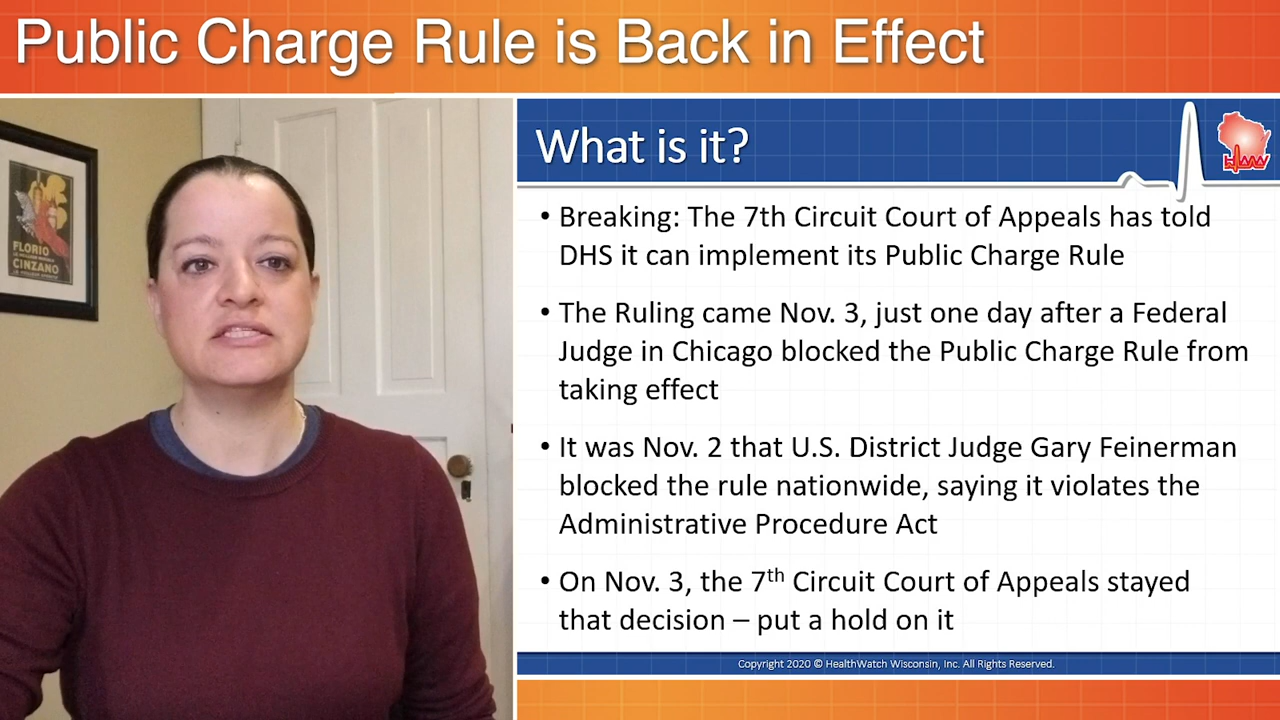 Public Charge Rule is Back in Effect
FLORIO
CINZANO
What is it?
• Breaking: The 7th Circuit Court of Appeals has told
DHS it can implement its Public Charge Rule
• The Ruling came Nov. 3, just one day after a Federal
Judge in Chicago blocked the Public Charge Rule from
taking effect
• It was Nov. 2 that U.S. District Judge Gary Feinerman
blocked the rule nationwide, saying it violates the
Administrative Procedure Act
• On Nov. 3, the 7th Circuit Court of Appeals stayed
that decision – put a hold on it
Copyright 2020 © HealthWatch Wisconsin, Inc. All Rights Reserved.